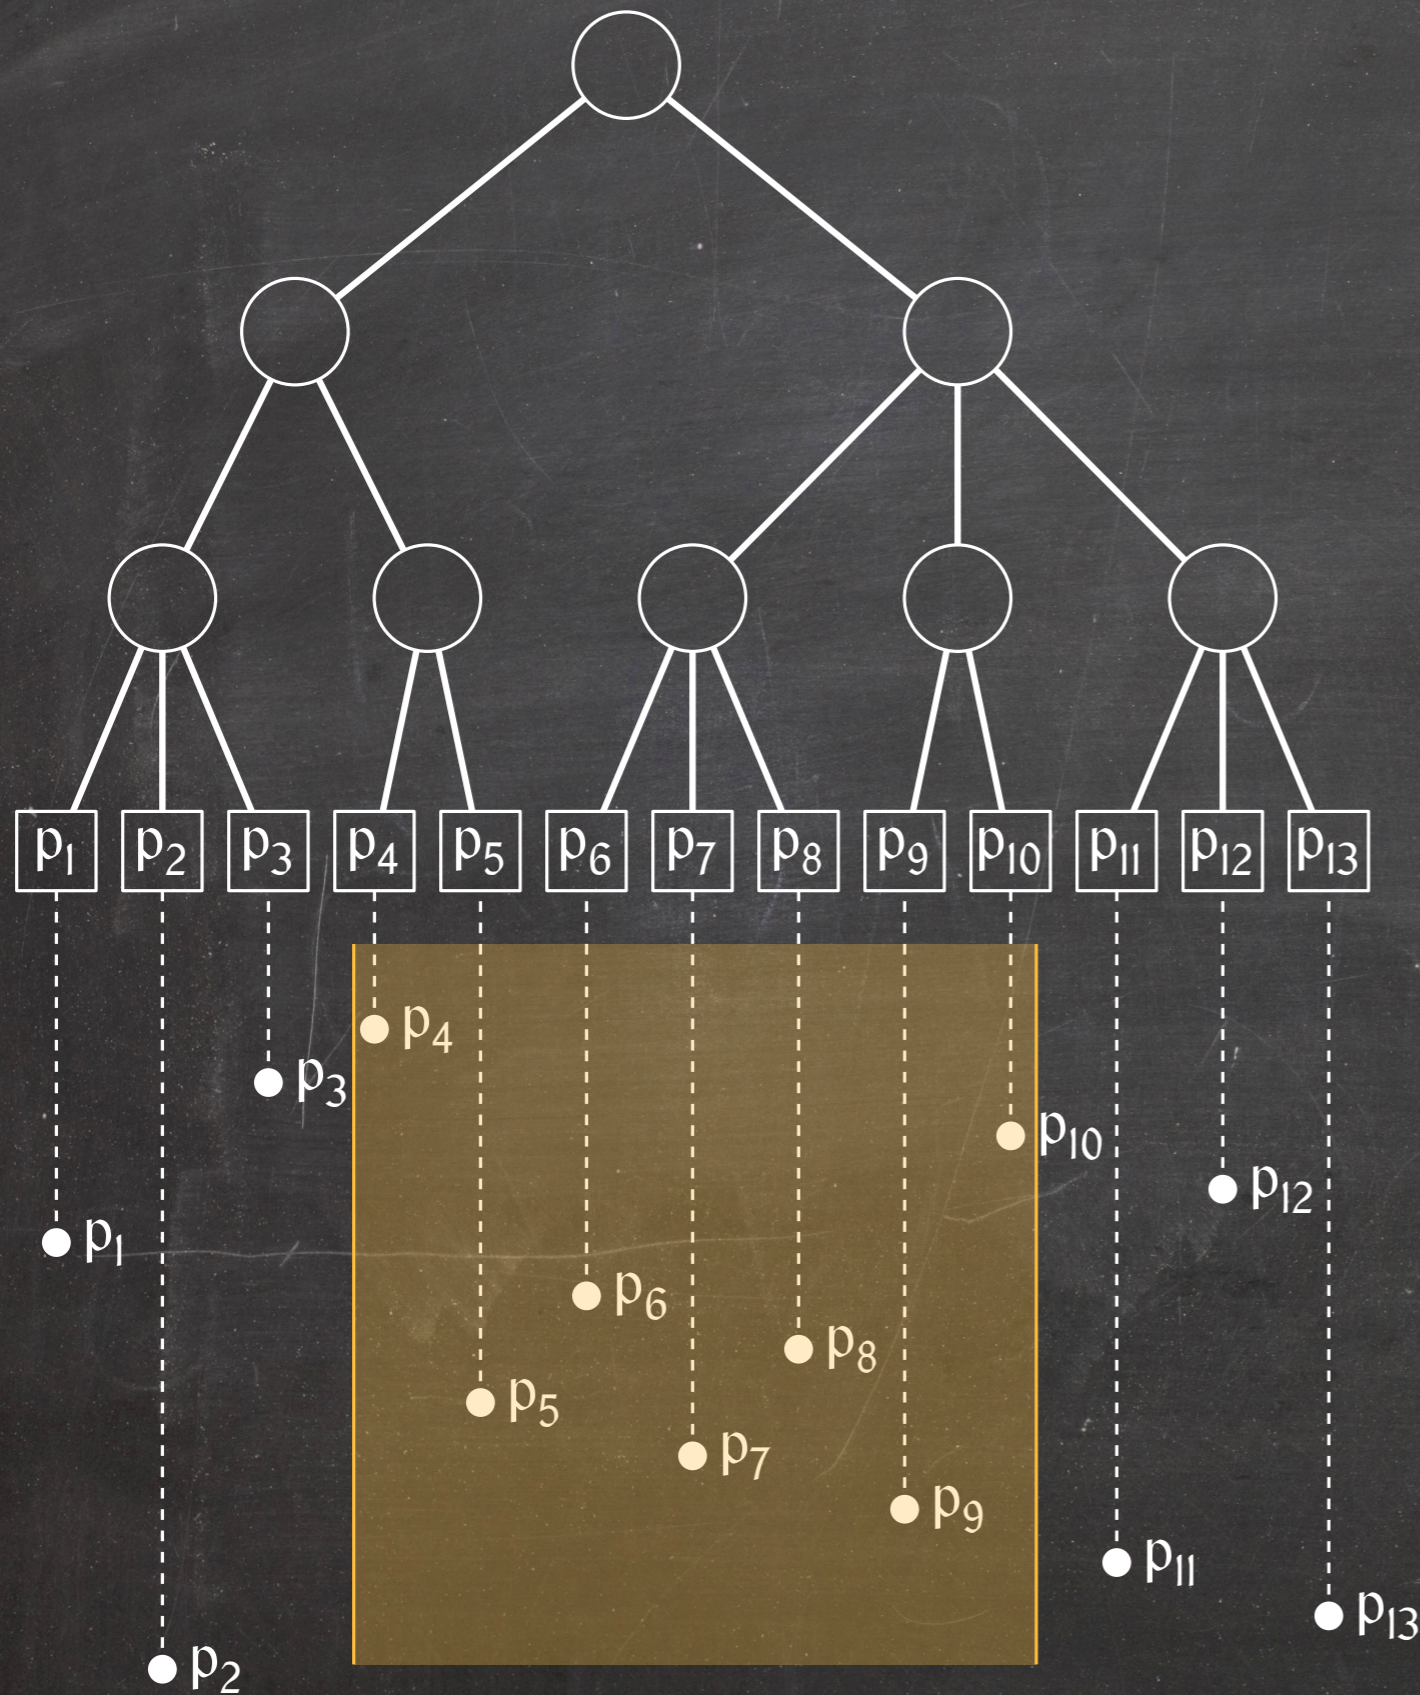 p₁ p₂ p₃ p₄ p₅ p₆ p₇ p₈ p₉ p₁₀ p₁₁ p₁₂ p₁₃
p₄
p₃
p₁₀
p₁₂
p₁
p₆
p₈
p₅
p₇
p₉
p₁₁
p₁₃
p₂